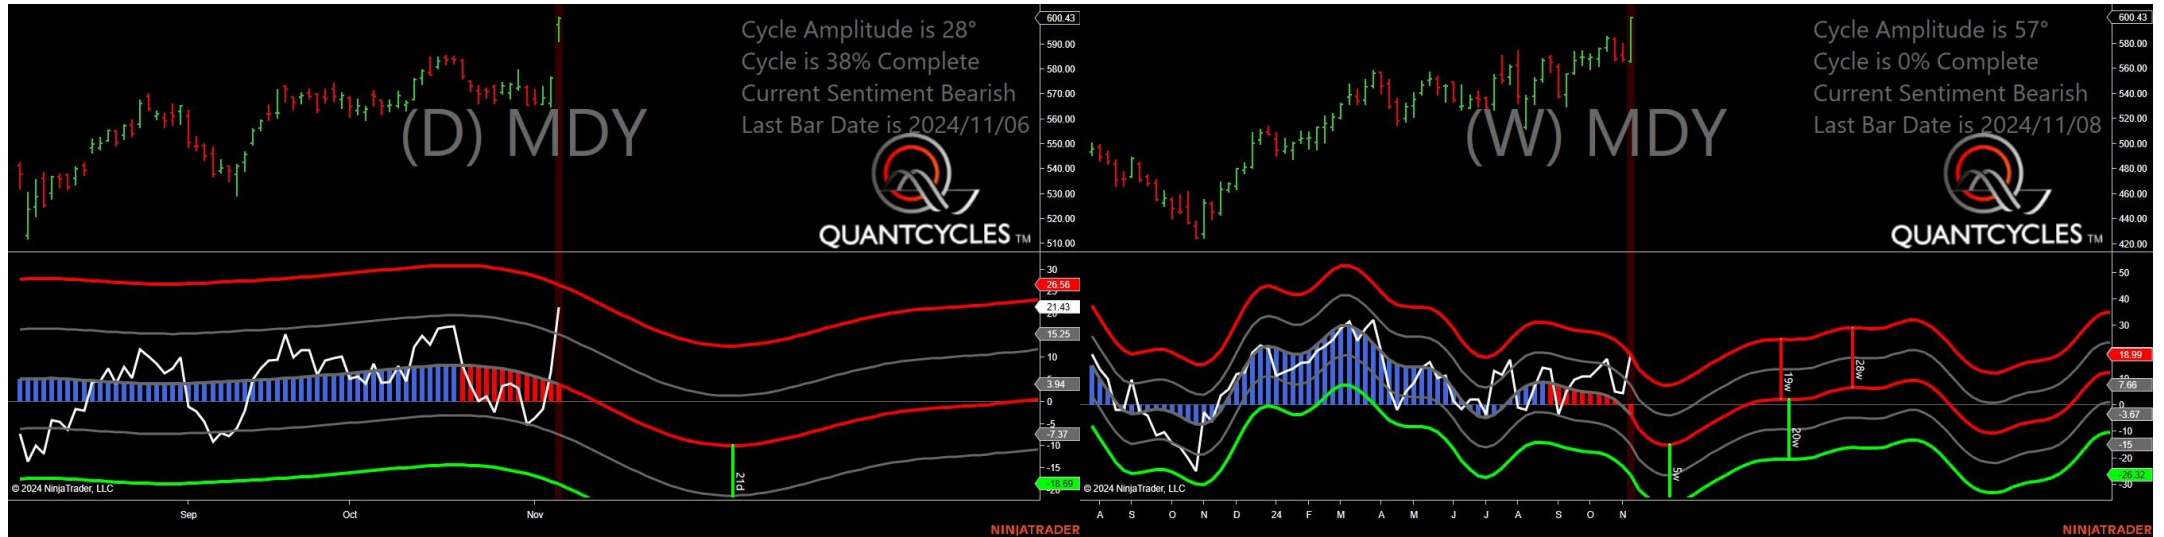 Cycle Amplitude is 28°
Cycle is 38% Complete
Current Sentiment Bearish
Last Bar Date is 2024/11/06
(D) MDY
QUANTCYCLES TM
600.43
590.00
580.00
570.00
560.00
550.00
540.00
530.00
520.00
510.00
30
26.56
21.43
15.25
10
3.94
0
-5
-7.37
-10
-15
-18.69
21d
© 2024 NinjaTrader, LLC
Sep Oct Nov
NINJATRADER
Cycle Amplitude is 57°
Cycle is 0% Complete
Current Sentiment Bearish
Last Bar Date is 2024/11/08
(W) MDY
QUANTCYCLES TM
600.43
580.00
560.00
540.00
520.00
500.00
480.00
460.00
440.00
420.00
50
40
30
18.99
7.66
0
-3.67
-10
-15
-20
-26.32
-30
19w
28w
20w
5w
© 2024 NinjaTrader, LLC
A S O N D 24 F M A M J J A S O N
NINJATRADER